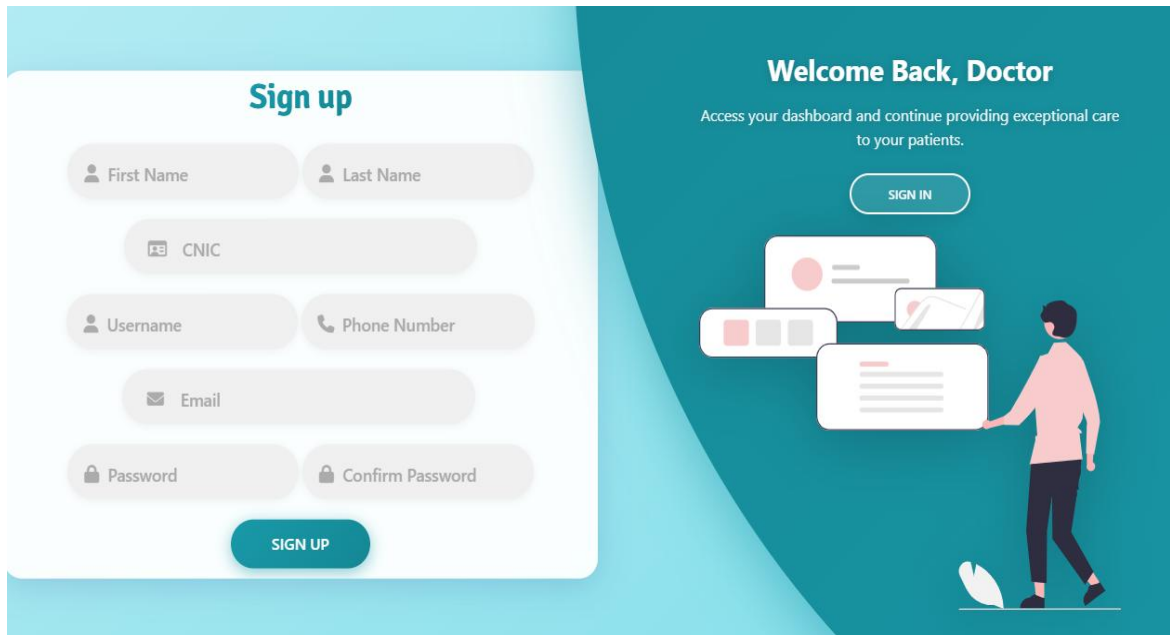 Sign up
First Name
Last Name
CNIC
Username
Phone Number
Email
Password
Confirm Password
SIGN UP
Welcome Back, Doctor
Access your dashboard and continue providing exceptional care
to your patients.
SIGN IN